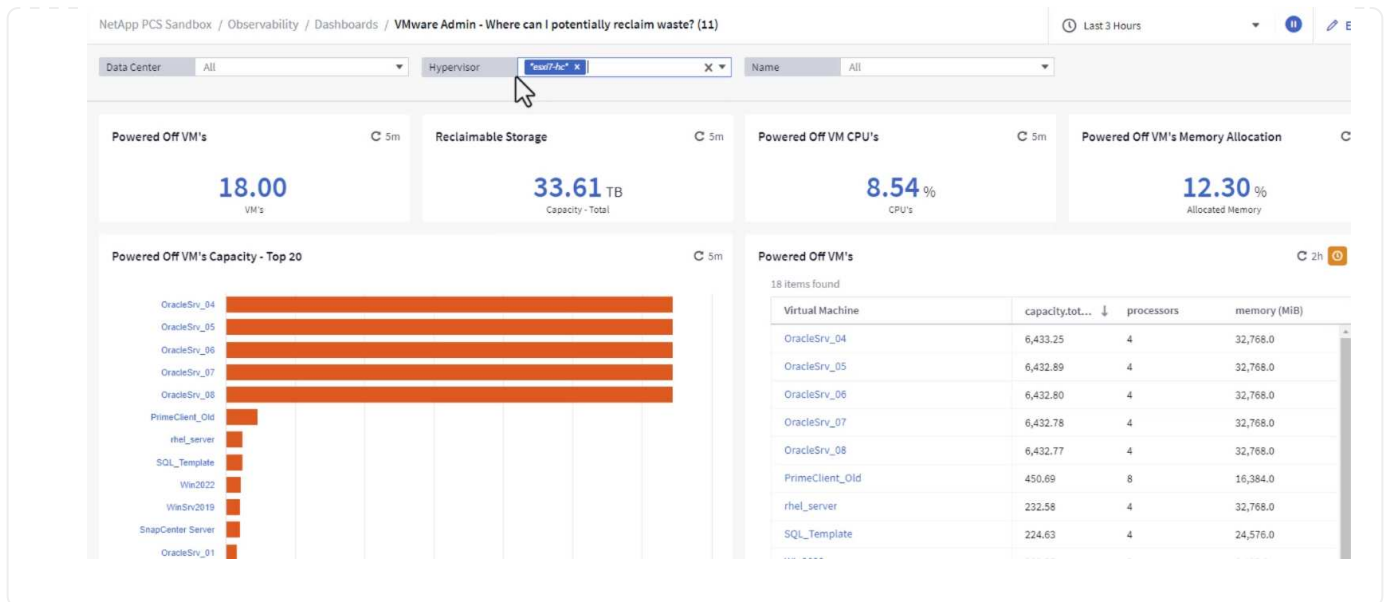 NetApp PCS Sandbox / Observability / Dashboards / VMware Admin - Where can I potentially reclaim waste? (11)
Last 3 Hours
Data Center All
Hypervisor "esxi7-hc" x
Name All
Powered Off VM's 5m
18.00
VM's
Reclaimable Storage 5m
33.61 TB
Capacity - Total
Powered Off VM CPU's 5m
8.54 %
CPU's
Powered Off VM's Memory Allocation
12.30 %
Allocated Memory
Powered Off VM's Capacity - Top 20 5m
OracleSrv_04
OracleSrv_05
OracleSrv_06
OracleSrv_07
OracleSrv_08
PrimeClient_Old
rhel_server
SQL_Template
Win2022
WinSrv2019
SnapCenter Server
OracleSrv_01
Powered Off VM's 2h
18 items found
Virtual Machine capacity.tot... ↓ processors memory (MiB)
OracleSrv_04 6,433.25 4 32,768.0
OracleSrv_05 6,432.89 4 32,768.0
OracleSrv_06 6,432.80 4 32,768.0
OracleSrv_07 6,432.78 4 32,768.0
OracleSrv_08 6,432.77 4 32,768.0
PrimeClient_Old 450.69 8 16,384.0
rhel_server 232.58 4 32,768.0
SQL_Template 224.63 4 24,576.0